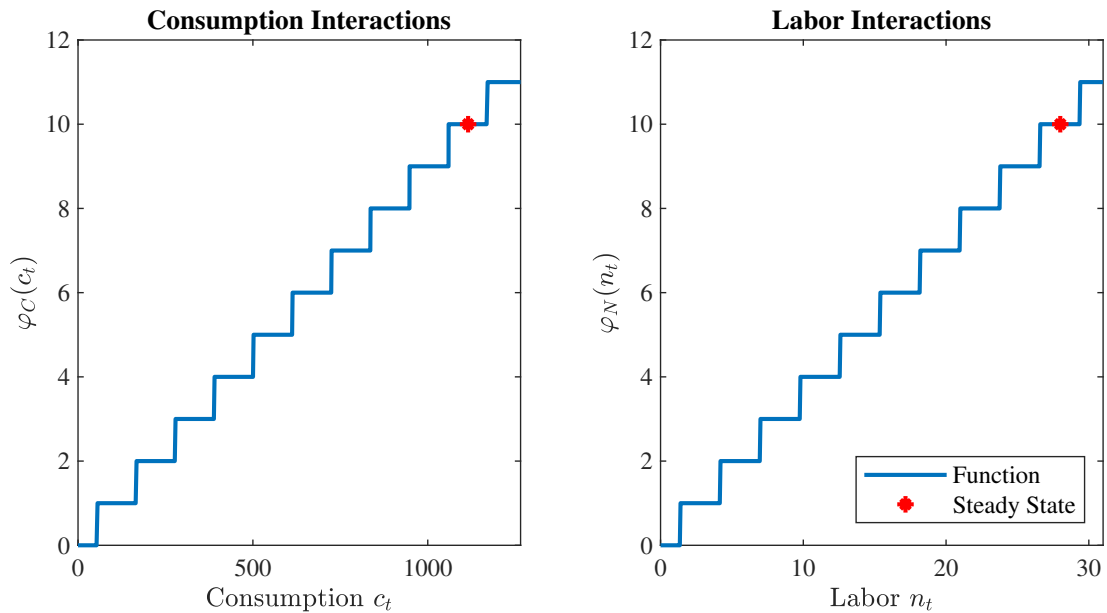 Consumption Interactions
12
10
8
6
4
2
0
φC(ct)
0 500 1000
Consumption ct
Labor Interactions
12
10
8
6
4
2
0
φN(nt)
Function
Steady State
0 10 20 30
Labor nt